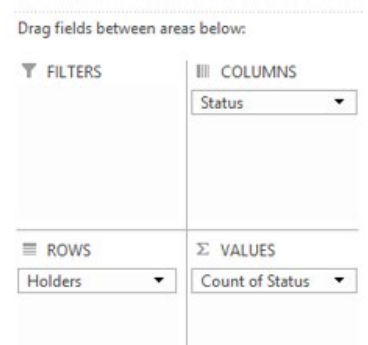 Drag fields between areas below:
FILTERS
COLUMNS
Status
ROWS
VALUES
Holders
Count of Status